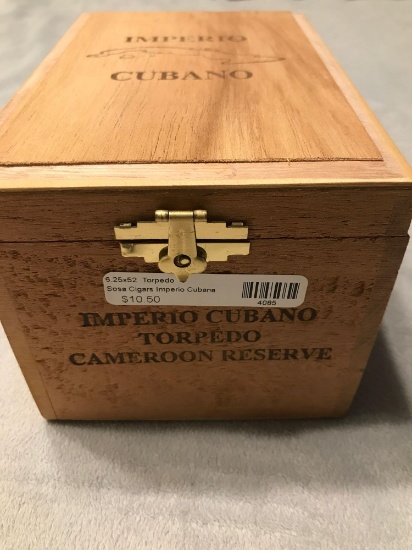 IMPERIO
CUBANO
6.25x52 Torpedo
Sosa Cigars Imperio Cubana
$10.50
4085
IMPERIO CUBANO
TORPEDO
CAMEROON RESERVE